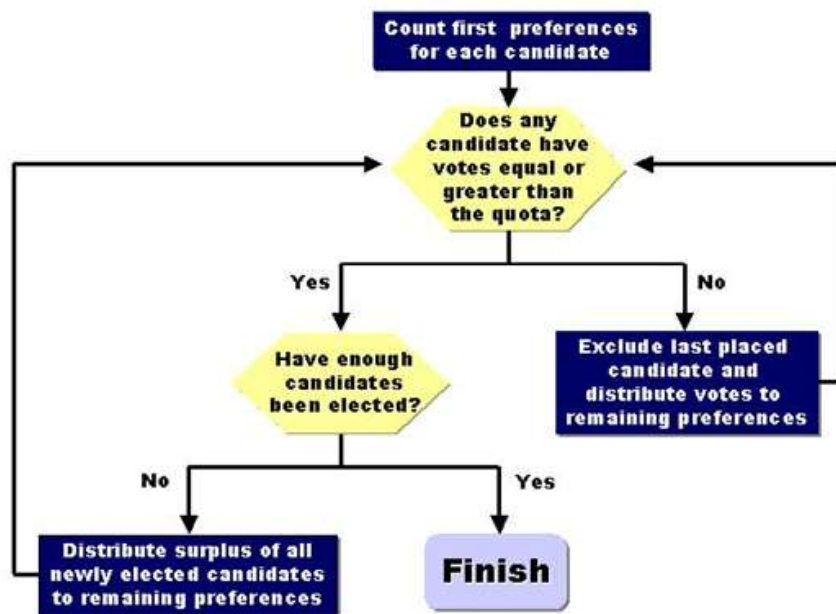 Count first preferences
for each candidate
Does any
candidate have
votes equal or
greater than
the quota?
Yes
No
Have enough
candidates
been elected?
Exclude last placed
candidate and
distribute votes to
remaining preferences
No
Yes
Distribute surplus of all
newly elected candidates
to remaining preferences
Finish